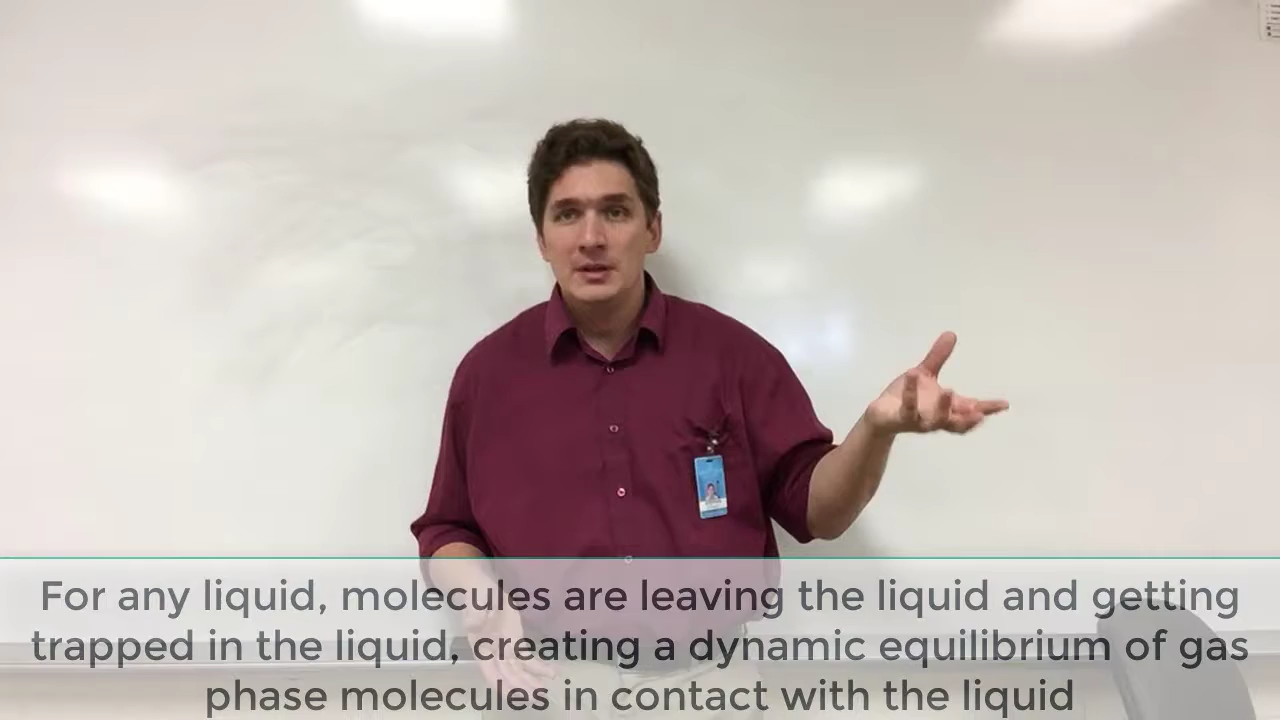 For any liquid, molecules are leaving the liquid and getting
trapped in the liquid, creating a dynamic equilibrium of gas
phase molecules in contact with the liquid